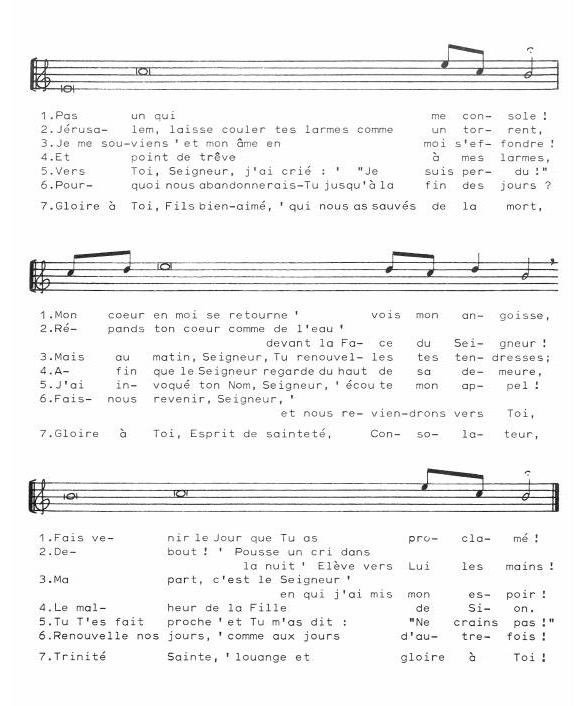 1.Pas un qui me con- sole !
2.Jérusa- lem, laisse couler tes larmes comme un tor- rent,
3.Je me sou-viens ' et mon âme en moi s'ef- fondre !
4.Et point de trêve à mes larmes,
5.Vers Toi, Seigneur, j'ai crié : ' "Je suis per- du !"
6.Pour- quoi nous abandonnerais-Tu jusqu'à la fin des jours ?
7.Gloire à Toi, Fils bien-aimé, ' qui nous as sauvés de la mort,
1.Mon coeur en moi se retourne ' vois mon an- goisse,
2.Ré- pands ton coeur comme de l'eau '
devant la Fa- ce du Sei- gneur !
3.Mais au matin, Seigneur, Tu renouvel- les tes ten- dresses;
4.A- fin que le Seigneur regarde du haut de sa de- meure,
5.J'ai in- voqué ton Nom, Seigneur, ' écoute mon ap- pel !
6.Fais- nous revenir, Seigneur, '
et nous re- vien-drons vers Toi,
7.Gloire à Toi, Esprit de sainteté, Con- so- la- teur,
1.Fais ve- nir le Jour que Tu as pro- cla- mé !
2.De- bout ! ' Pousse un cri dans
la nuit ' Elève vers Lui les mains !
3.Ma part, c'est le Seigneur '
en qui j'ai mis mon es- poir !
4.Le mal- heur de la Fille de Si- on.
5.Tu T'es fait proche ' et Tu m'as dit : "Ne crains pas !"
6.Renouvelle nos jours, ' comme aux jours d'au- tre- fois !
7.Trinité Sainte, ' louange et gloire à Toi !